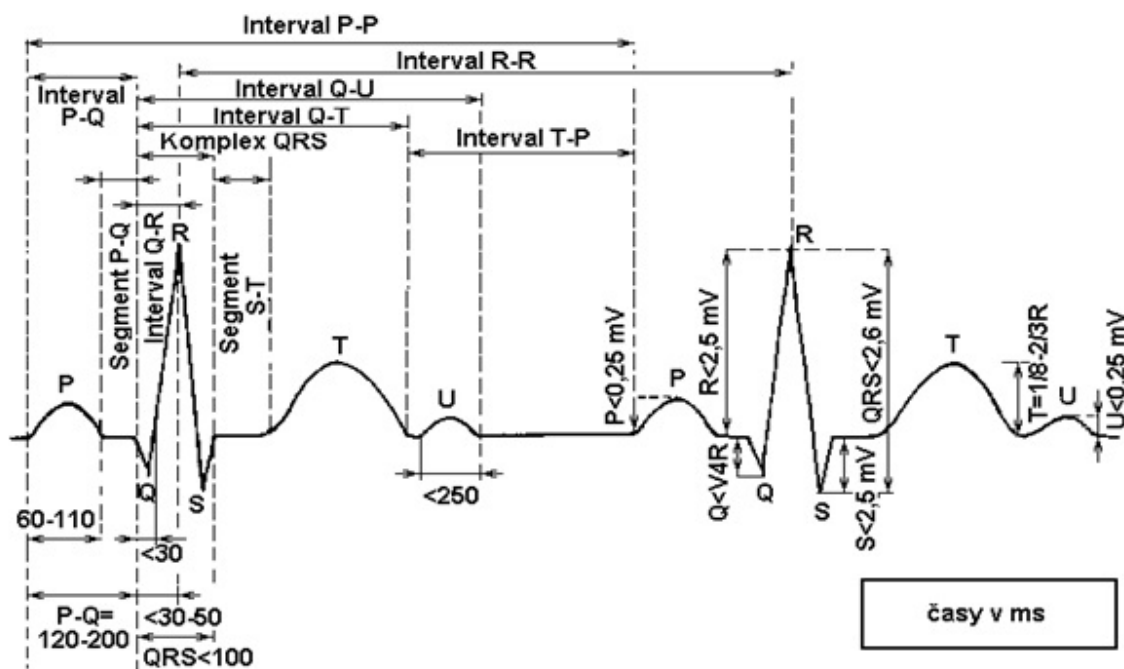 Interval P-P
Interval R-R
Interval
P-Q
Interval Q-U
Interval Q-T
Komplex QRS
Interval T-P
Segment P-Q
Interval Q-R
Segment
S-T
R
P
Q
S
T
U
R
P
Q
S
T
U
P<0,25 mV
R<2,5 mV
Q<V4R
QRS<2,6 mV
S<2,5 mV
T=1/8-2/3R
U<0,25 mV
60-110
<30
<250
P-Q=
120-200
<30-50
QRS<100
časy v ms